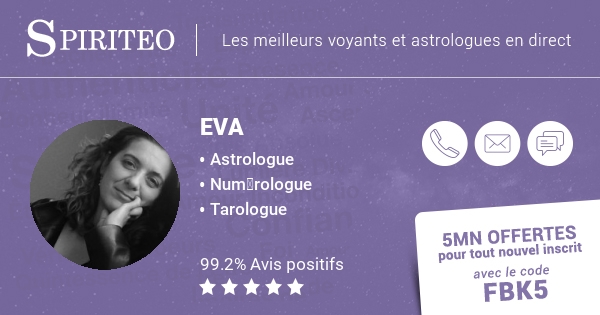 SPIRITEO
Les meilleurs voyants et astrologues en direct
EVA
• Astrologue
• Num▯rologue
• Tarologue
99.2% Avis positifs
5MN OFFERTES
pour tout nouvel inscrit
avec le code
FBK5